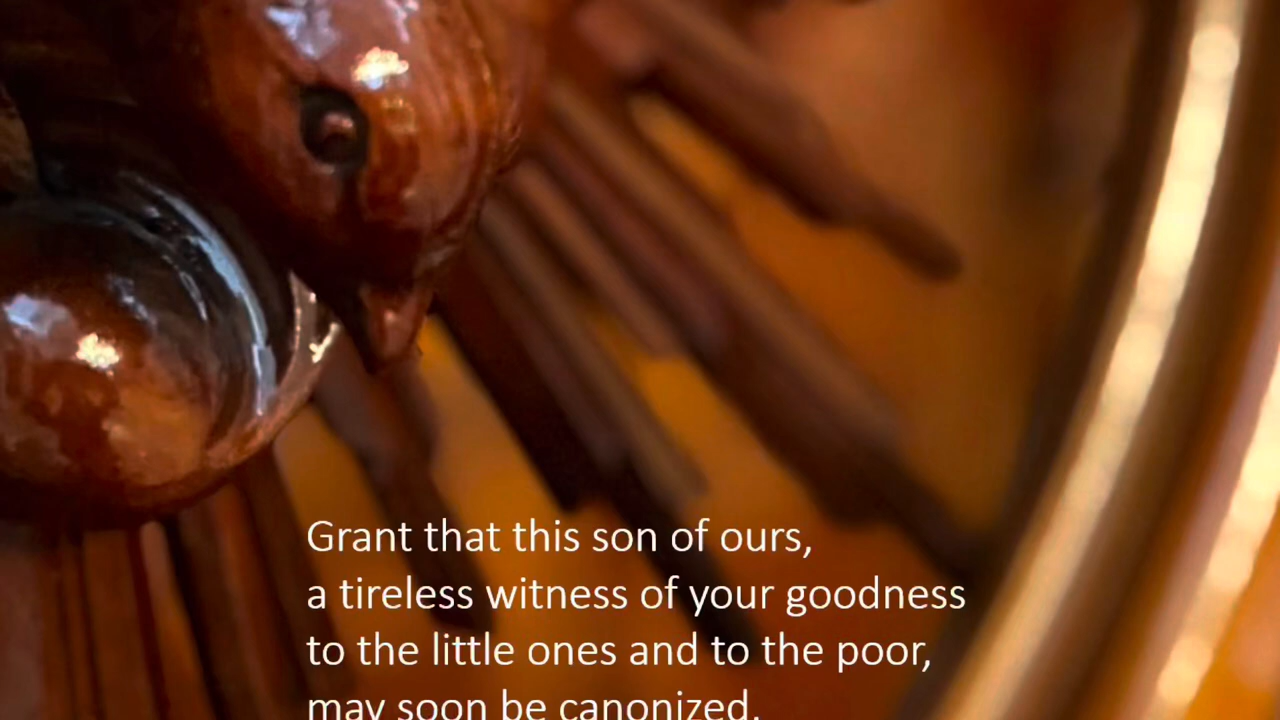 Grant that this son of ours,
a tireless witness of your goodness
to the little ones and to the poor,
may soon be canonized.